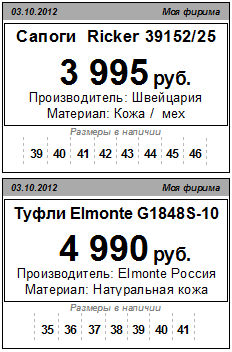 03.10.2012 Моя фирима
Сапоги Ricker 39152/25
3 995 руб.
Производитель: Швейцария
Материал: Кожа / мех
Размеры в наличии
39 40 41 42 43 44 45 46
03.10.2012 Моя фирима
Туфли Elmonte G1848S-10
4 990 руб.
Производитель: Elmonte Россия
Материал: Натуральная кожа
Размеры в наличии
35 36 37 38 39 40 41